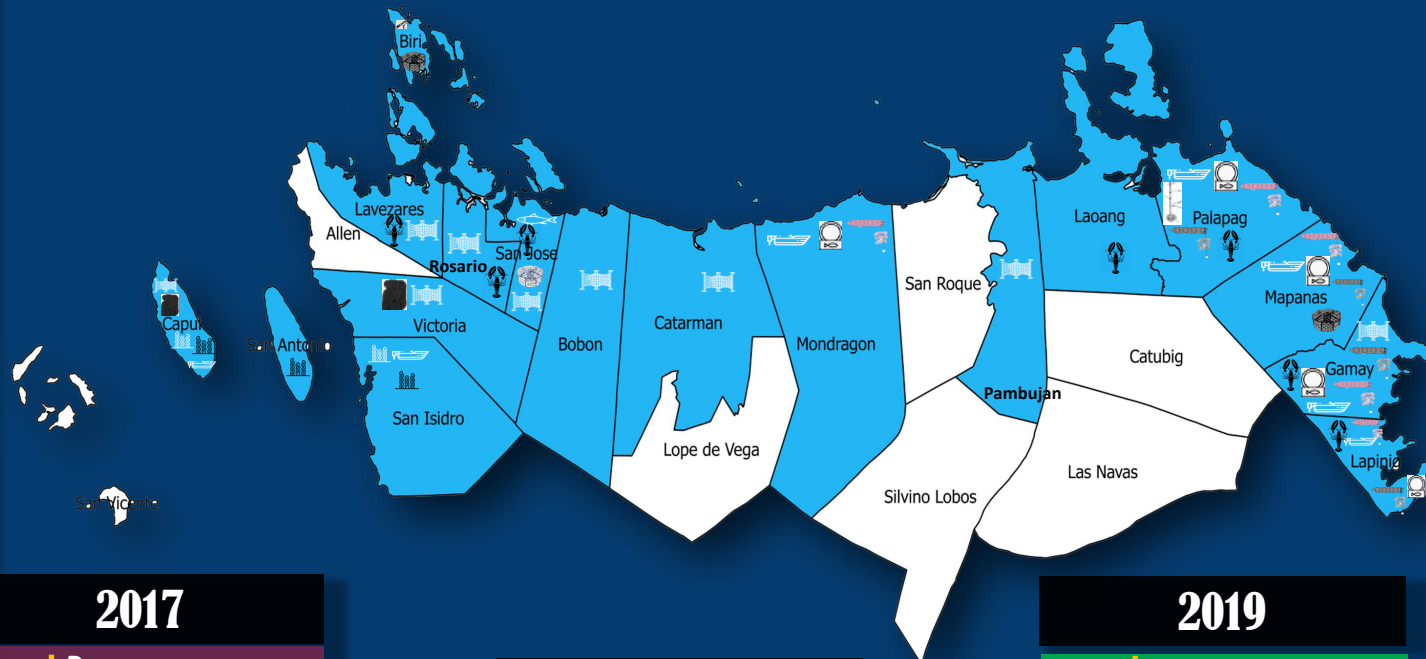 Biri
Lavezares
Allen
Rosario
San Jose
Capul
San Antonio
Victoria
San Isidro
Bobon
Catarman
Lope de Vega
Mondragon
San Roque
Pambujan
Silvino Lobos
Laoang
Palapag
Mapanas
Catubig
Gamay
Las Navas
Lapinig
San Vicente
2017
2019